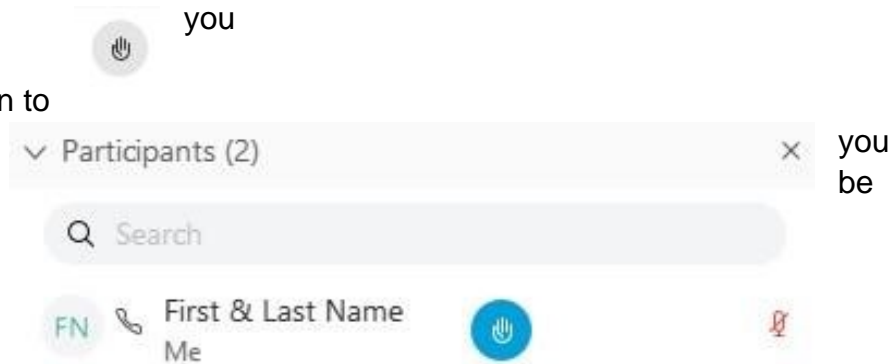 you
n to
Participants (2)
you
be
Search
FN
First & Last Name
Me